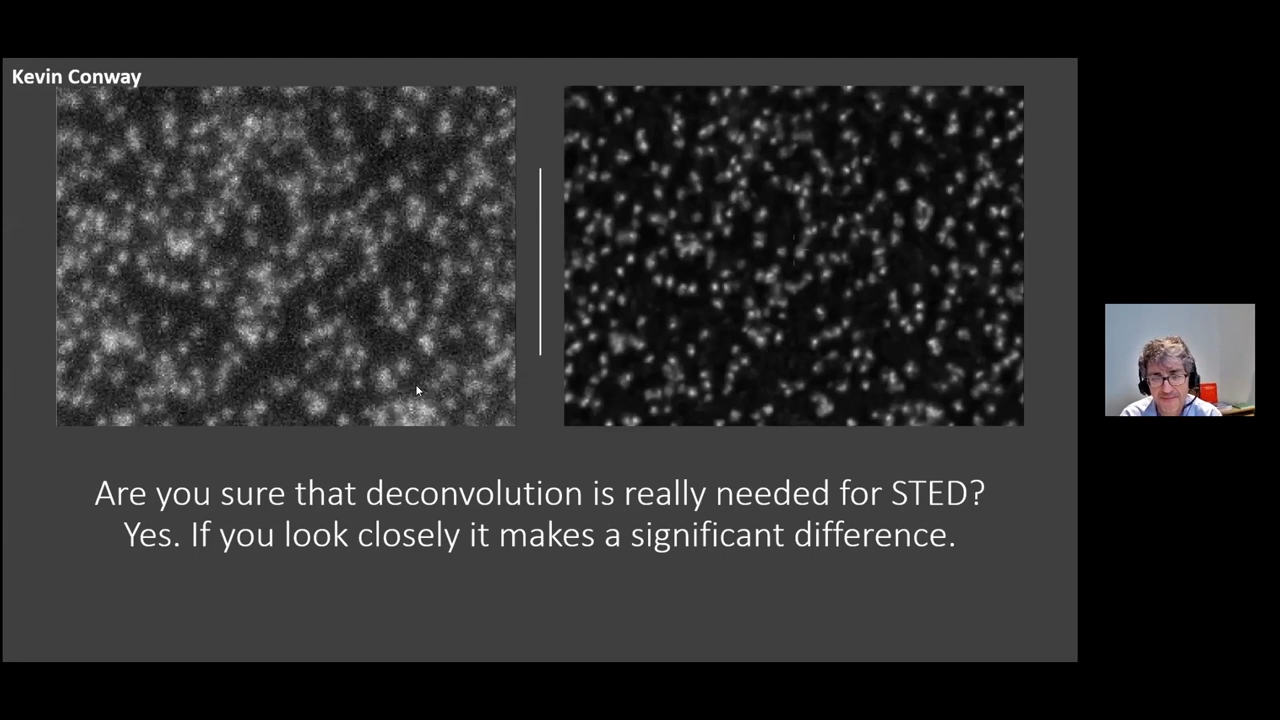 Kevin Conway
Are you sure that deconvolution is really needed for STED?
Yes. If you look closely it makes a significant difference.